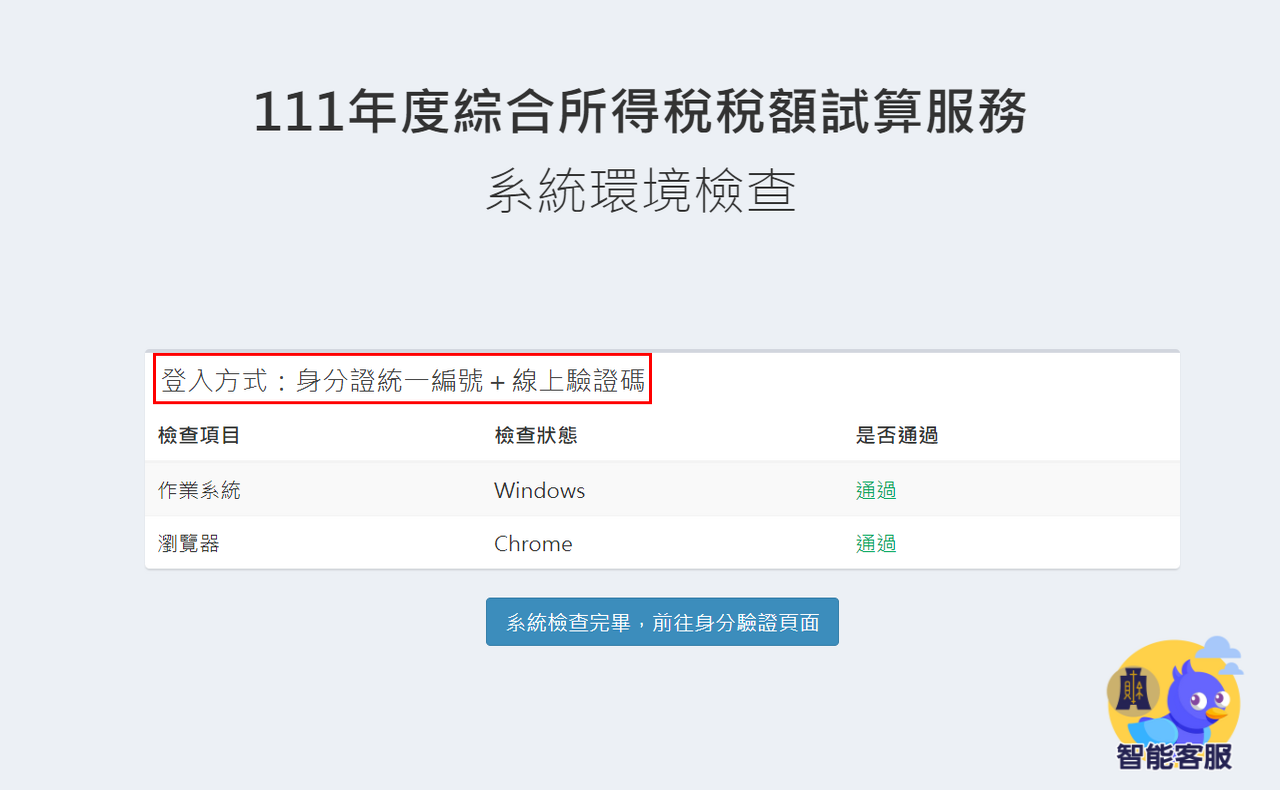 111年度綜合所得稅稅額試算服務
系統環境檢查
登入方式：身分證統一編號＋線上驗證碼
檢查項目 檢查狀態 是否通過
作業系統 Windows 通過
瀏覽器 Chrome 通過
系統檢查完畢，前往身分驗證頁面
財
智能客服